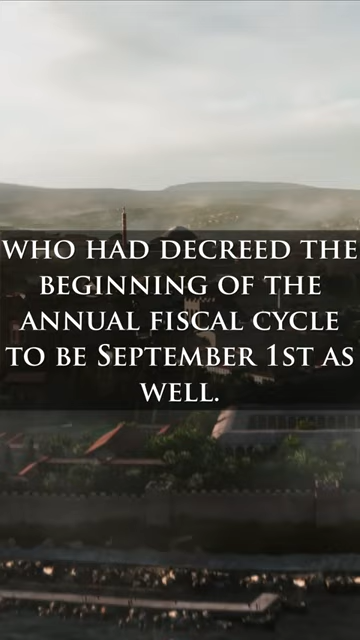 WHO HAD DECREED THE
BEGINNING OF THE
ANNUAL FISCAL CYCLE
TO BE SEPTEMBER 1ST AS
WELL.